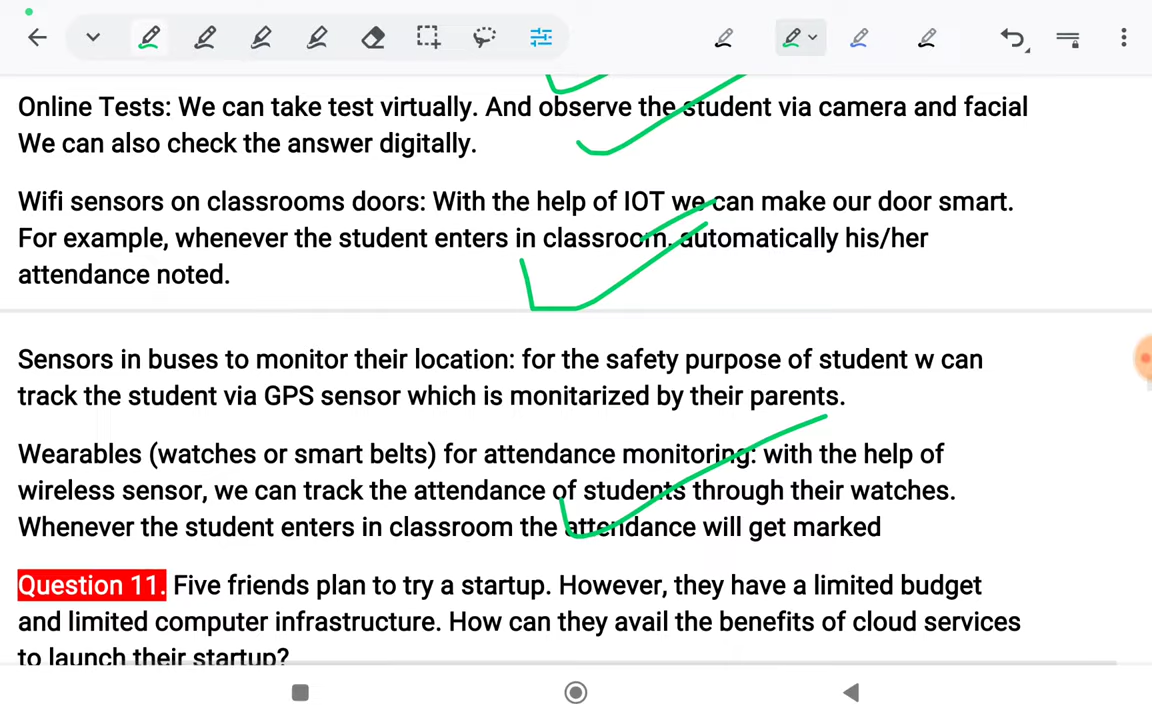 Online Tests: We can take test virtually. And observe the student via camera and facial
We can also check the answer digitally.
Wifi sensors on classrooms doors: With the help of IOT we can make our door smart.
For example, whenever the student enters in classroom. automatically his/her
attendance noted.
Sensors in buses to monitor their location: for the safety purpose of student w can
track the student via GPS sensor which is monitarized by their parents.
Wearables (watches or smart belts) for attendance monitoring: with the help of
wireless sensor, we can track the attendance of students through their watches.
Whenever the student enters in classroom the attendance will get marked
Question 11. Five friends plan to try a startup. However, they have a limited budget
and limited computer infrastructure. How can they avail the benefits of cloud services
to launch their startup?